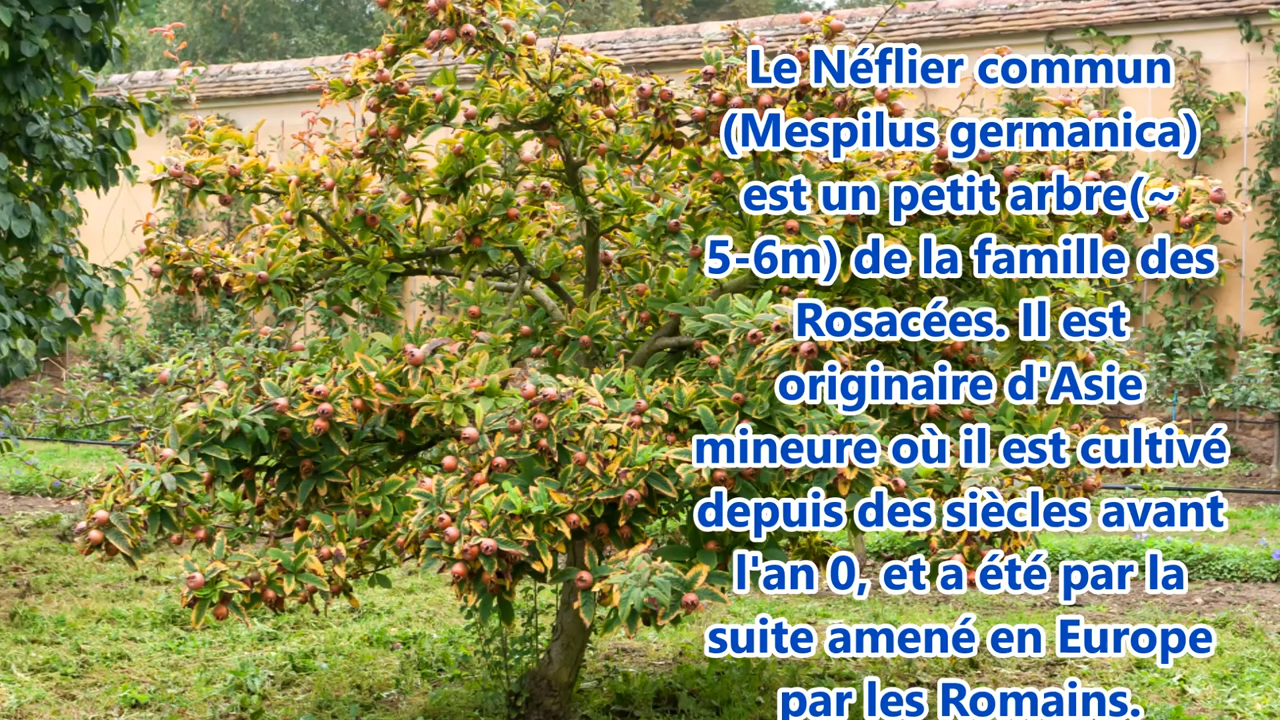 Le Néflier commun
(Mespilus germanica)
est un petit arbre(~
5-6m) de la famille des
Rosacées. Il est
originaire d'Asie
mineure où il est cultivé
depuis des siècles avant
l'an 0, et a été par la
suite amené en Europe
par les Romains.